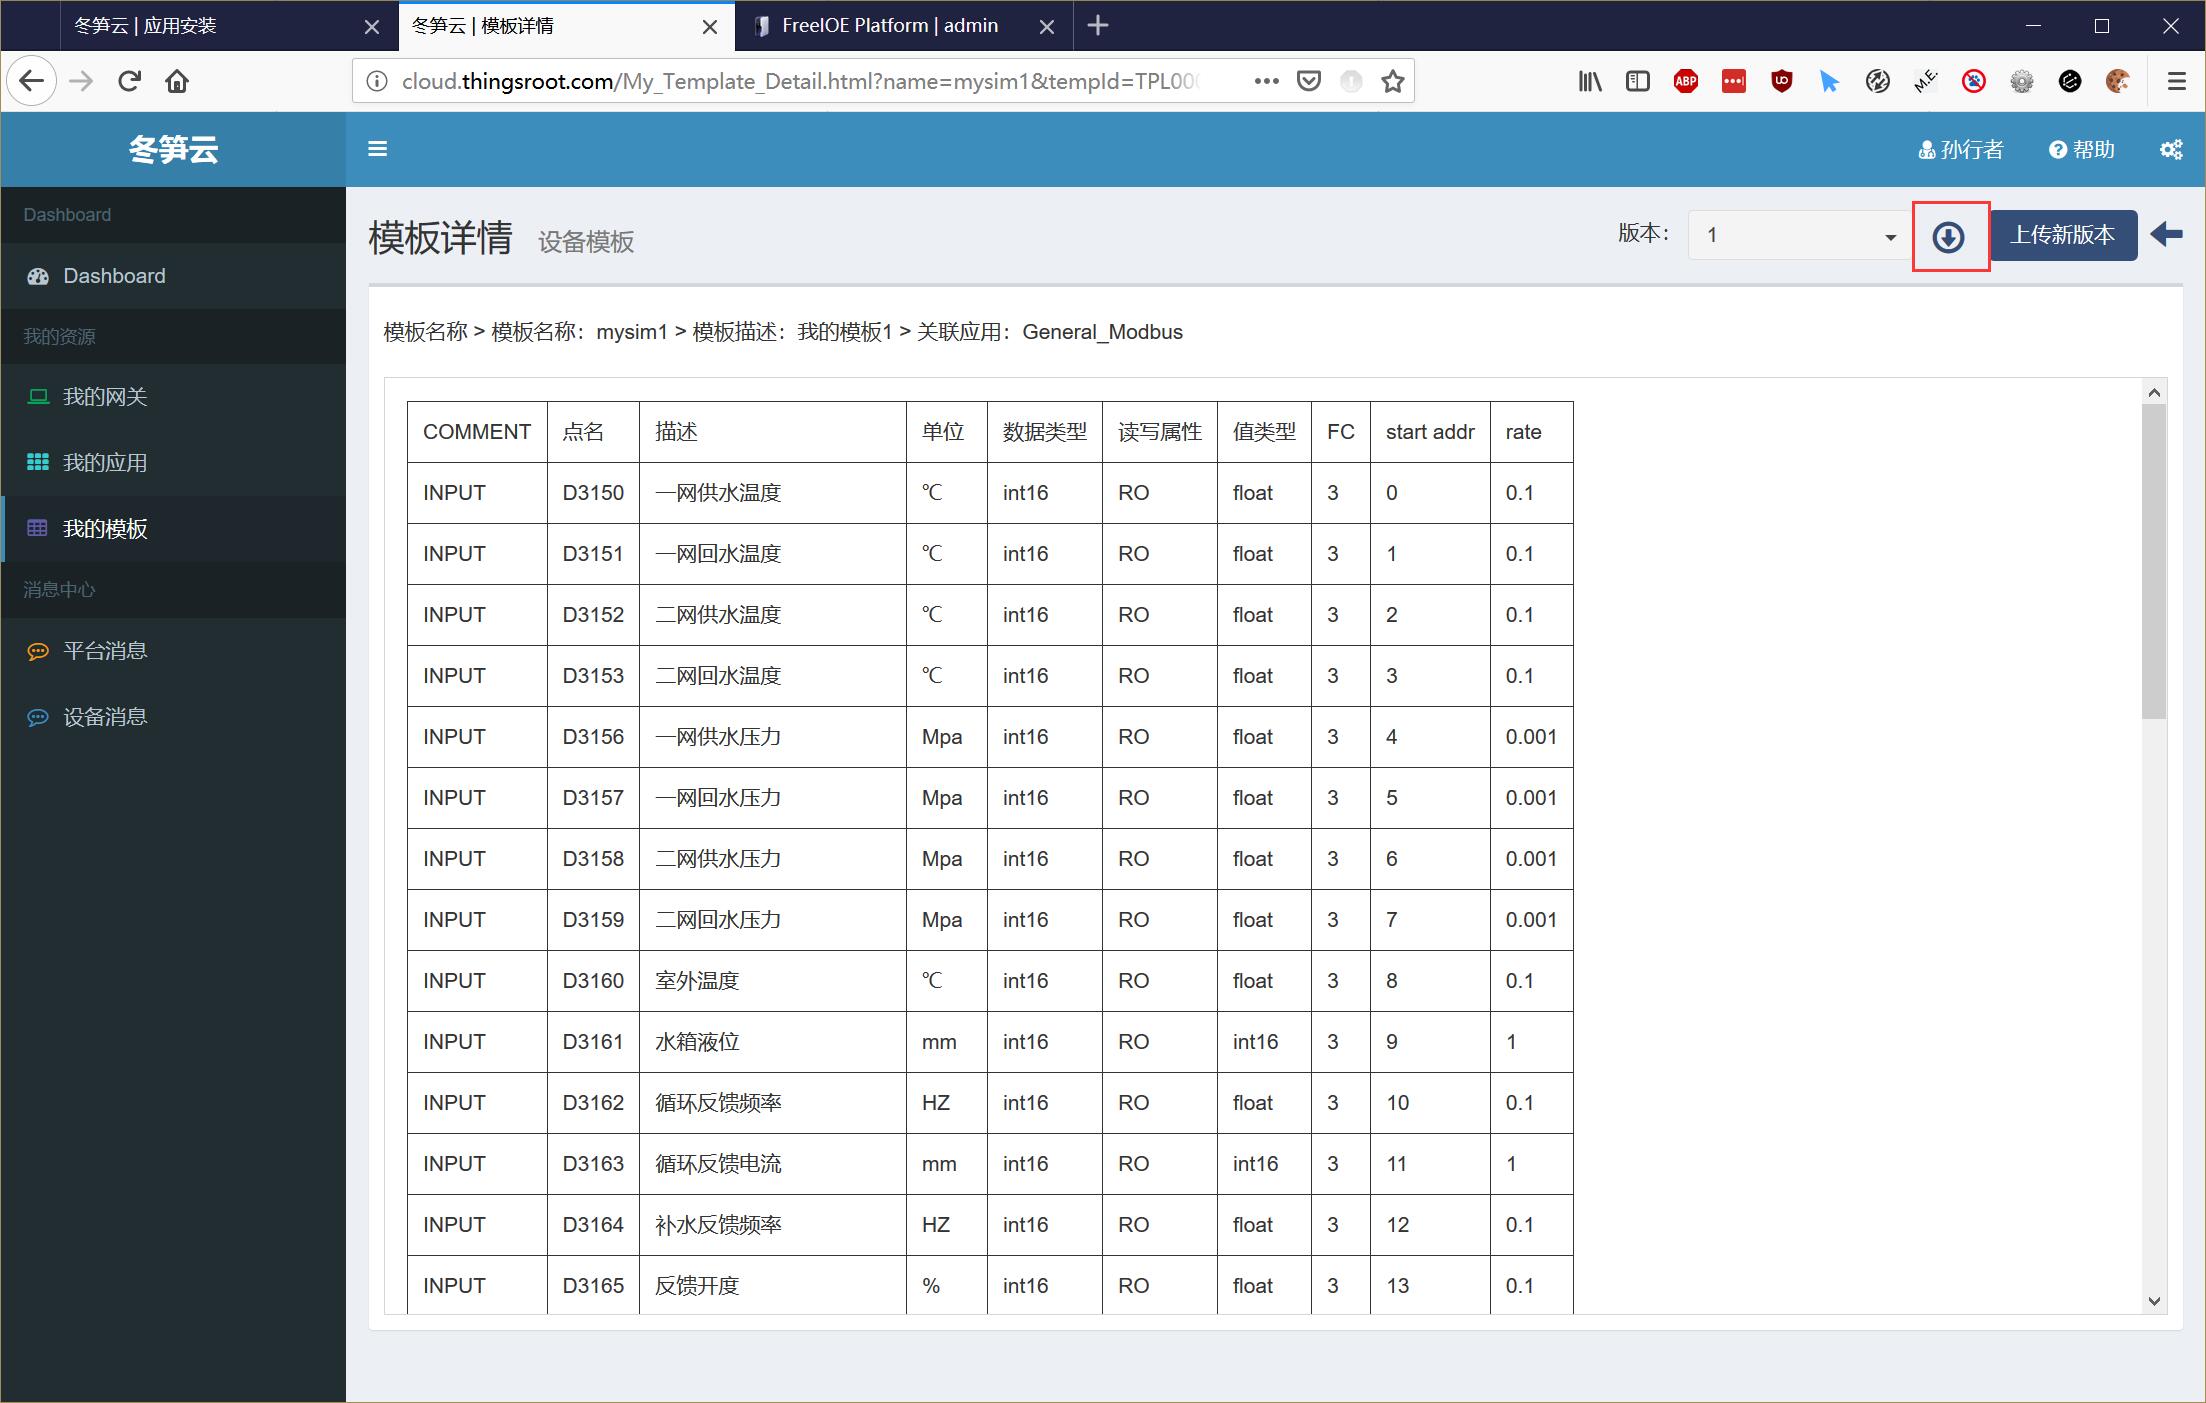 冬笋云 | 应用安装
冬笋云 | 模板详情
FreeIOE Platform | admin
cloud.thingsroot.com/My_Template_Detail.html?name=mysim1&tempId=TPL000
ABP
M.E.
冬笋云
孙行者
帮助
Dashboard
Dashboard
我的资源
我的网关
我的应用
我的模板
消息中心
平台消息
设备消息
模板详情 设备模板
版本： 1 上传新版本
模板名称 > 模板名称：mysim1 > 模板描述：我的模板1 > 关联应用：General_Modbus
COMMENT 点名 描述 单位 数据类型 读写属性 值类型 FC start addr rate
INPUT D3150 一网供水温度 ℃ int16 RO float 3 0 0.1
INPUT D3151 一网回水温度 ℃ int16 RO float 3 1 0.1
INPUT D3152 二网供水温度 ℃ int16 RO float 3 2 0.1
INPUT D3153 二网回水温度 ℃ int16 RO float 3 3 0.1
INPUT D3156 一网供水压力 Mpa int16 RO float 3 4 0.001
INPUT D3157 一网回水压力 Mpa int16 RO float 3 5 0.001
INPUT D3158 二网供水压力 Mpa int16 RO float 3 6 0.001
INPUT D3159 二网回水压力 Mpa int16 RO float 3 7 0.001
INPUT D3160 室外温度 ℃ int16 RO float 3 8 0.1
INPUT D3161 水箱液位 mm int16 RO int16 3 9 1
INPUT D3162 循环反馈频率 HZ int16 RO float 3 10 0.1
INPUT D3163 循环反馈电流 mm int16 RO int16 3 11 1
INPUT D3164 补水反馈频率 HZ int16 RO float 3 12 0.1
INPUT D3165 反馈开度 % int16 RO float 3 13 0.1